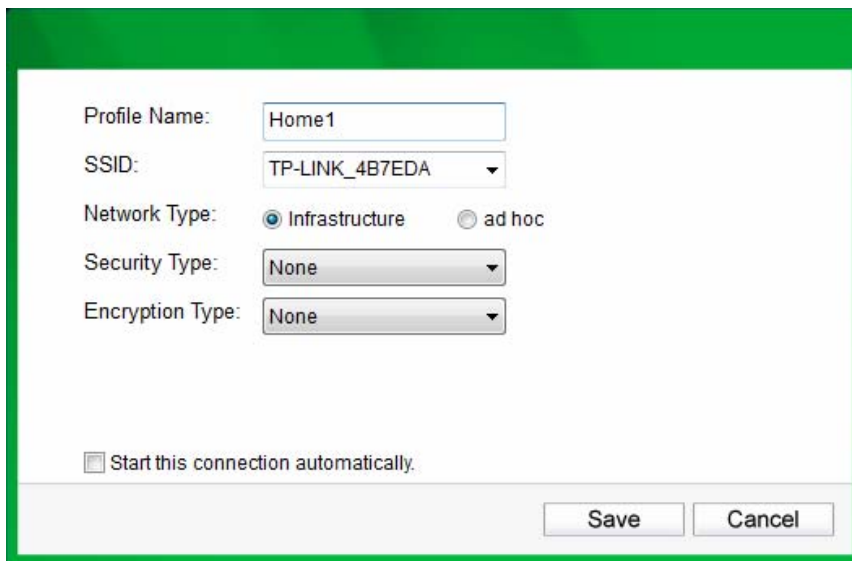 Profile Name: Home1
SSID: TP-LINK_4B7EDA
Network Type: Infrastructure ad hoc
Security Type: None
Encryption Type: None
Start this connection automatically.
Save Cancel